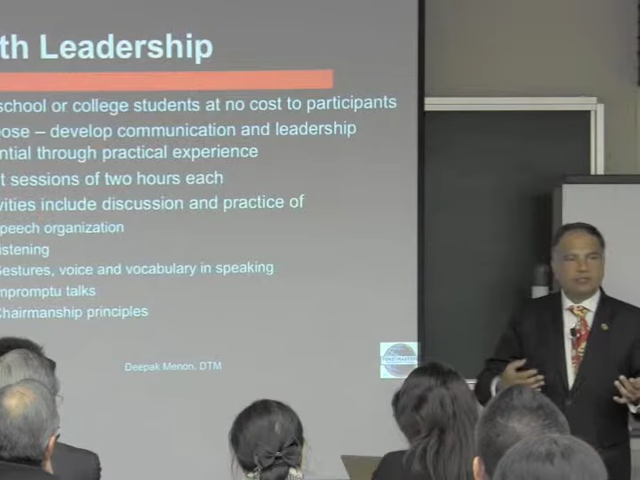 th Leadership
school or college students at no cost to participants
ose – develop communication and leadership
ntial through practical experience
t sessions of two hours each
vities include discussion and practice of
peech organization
istening
Gestures, voice and vocabulary in speaking
mpromptu talks
Chairmanship principles
Deepak Menon, DTM
TOASTMASTERS